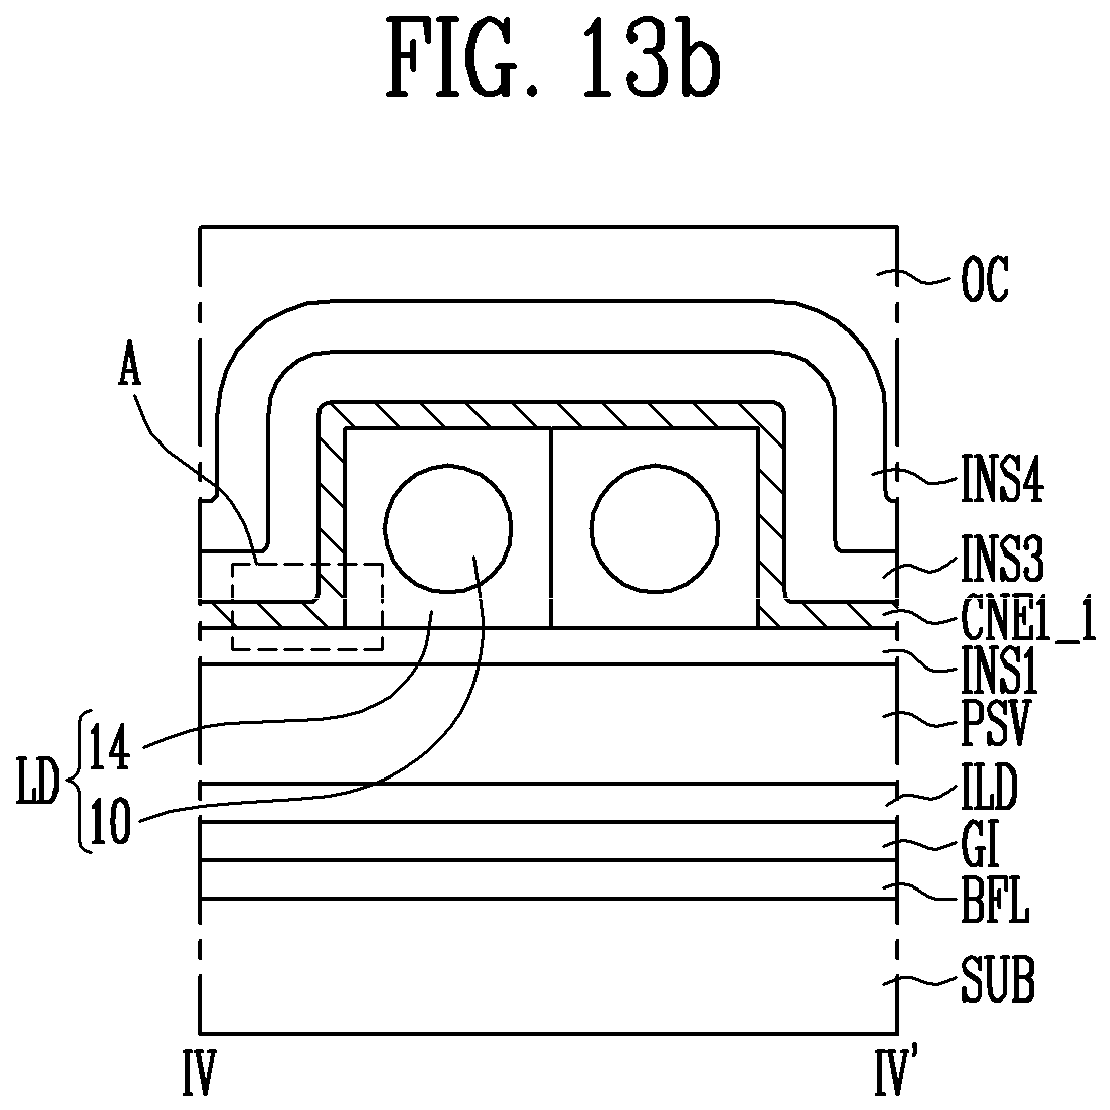 FIG. 13b
OC
A
INS4
INS3
CNE1_1
INS1
PSV
LD
14
10
ILD
GI
BFL
SUB
IV
IV'